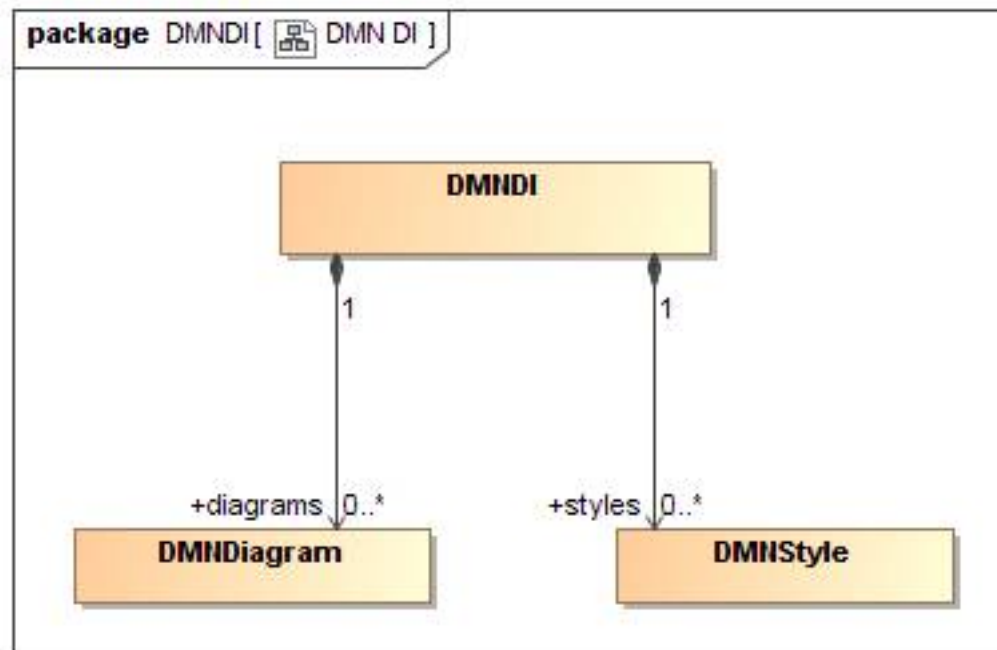 package DMNDI[ DMN DI ]
DMNDI
1
1
+diagrams 0..*
+styles 0..*
DMNDiagram
DMNStyle